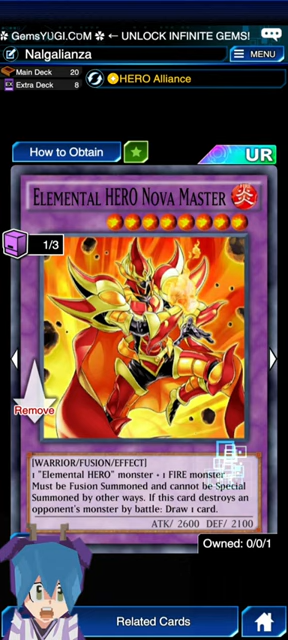 ✲ GemsYUGI.CᴏM ✲ ← UNLOCK INFINITE GEMS!
Nalgalianza
MENU
Main Deck 20
EX Extra Deck 8
HERO Alliance
How to Obtain
UR
ELEMENTAL HERO NOVA MASTER
炎
1/3
Remove
[WARRIOR/FUSION/EFFECT]
1 "Elemental HERO" monster + 1 FIRE monster
Must be Fusion Summoned and cannot be Special
Summoned by other ways. If this card destroys an
opponent's monster by battle: Draw 1 card.
ATK/ 2600 DEF/ 2100
Owned: 0/0/1
Related Cards